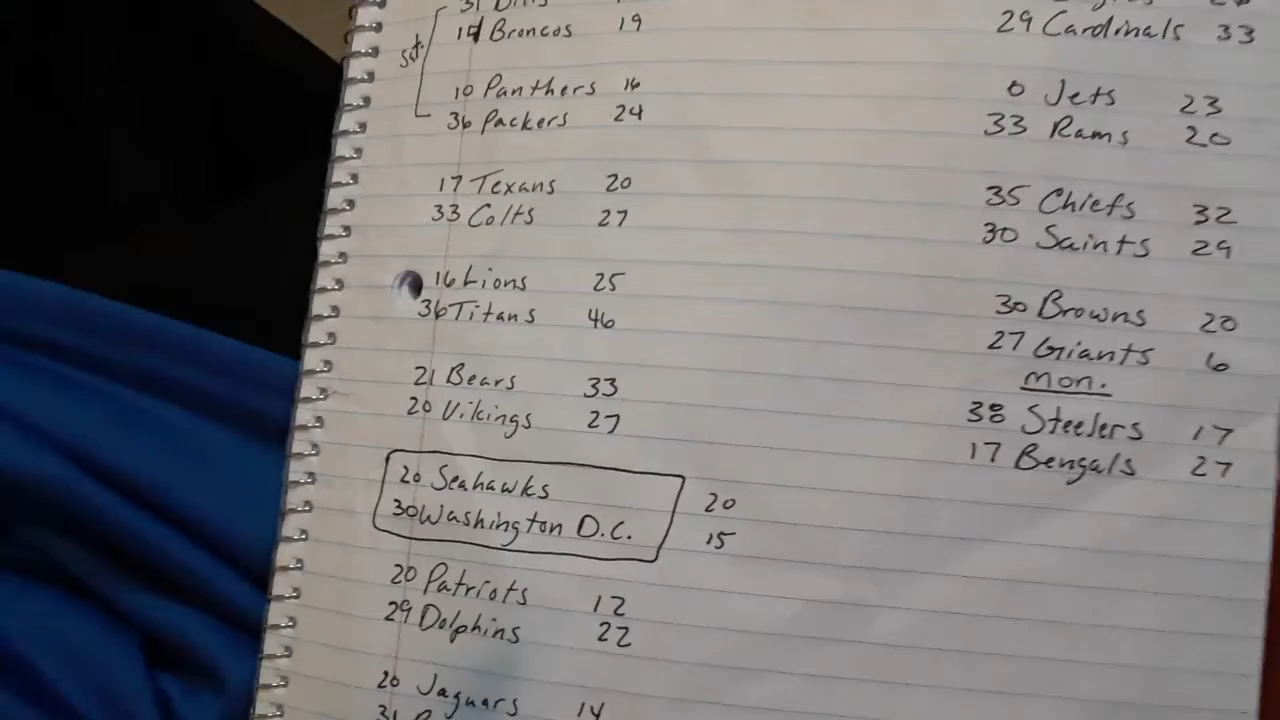 Sat.
19 Broncos 19
10 Panthers 16
36 Packers 24
17 Texans 20
33 Colts 27
16 Lions 25
36 Titans 46
21 Bears 33
20 Vikings 27
20 Seahawks 20
30 Washington D.C. 15
20 Patriots 12
29 Dolphins 22
20 Jaguars 14
31
29 Cardinals 33
0 Jets 23
33 Rams 20
35 Chiefs 32
30 Saints 29
30 Browns 20
27 Giants 6
Mon.
38 Steelers 17
17 Bengals 27